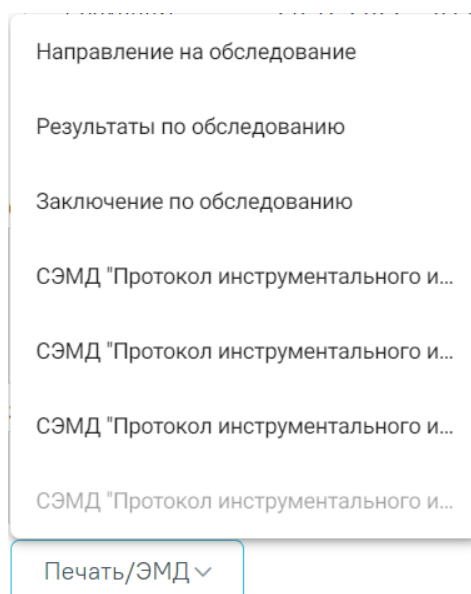 Направление на обследование
Результаты по обследованию
Заключение по обследованию
СЭМД "Протокол инструментального и...
СЭМД "Протокол инструментального и...
СЭМД "Протокол инструментального и...
СЭМД "Протокол инструментального и...
Печать/ЭМД